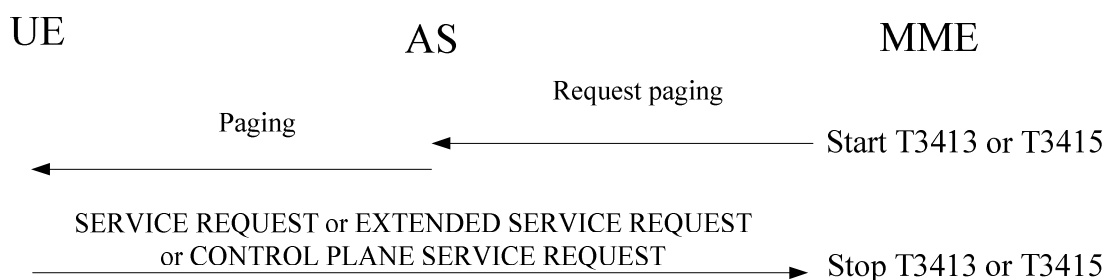 UE AS MME
Request paging
Paging
Start T3413 or T3415
SERVICE REQUEST or EXTENDED SERVICE REQUEST
or CONTROL PLANE SERVICE REQUEST
Stop T3413 or T3415